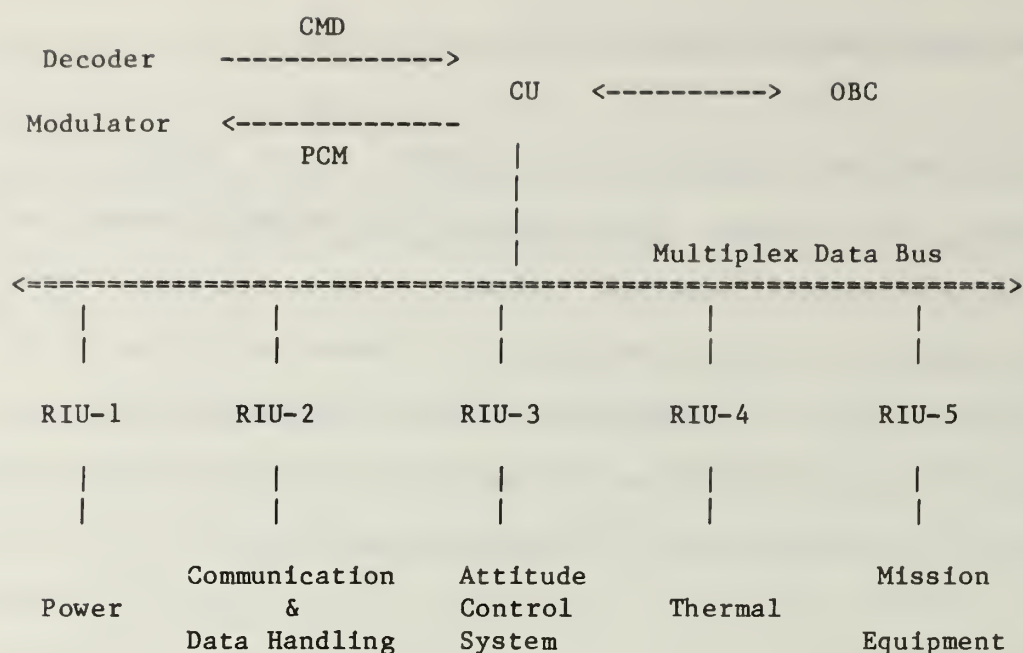 CMD
Decoder
CU OBC
Modulator
PCM
Multiplex Data Bus
RIU-1 RIU-2 RIU-3 RIU-4 RIU-5
Communication Attitude Mission
Power & Control Thermal
Data Handling System Equipment